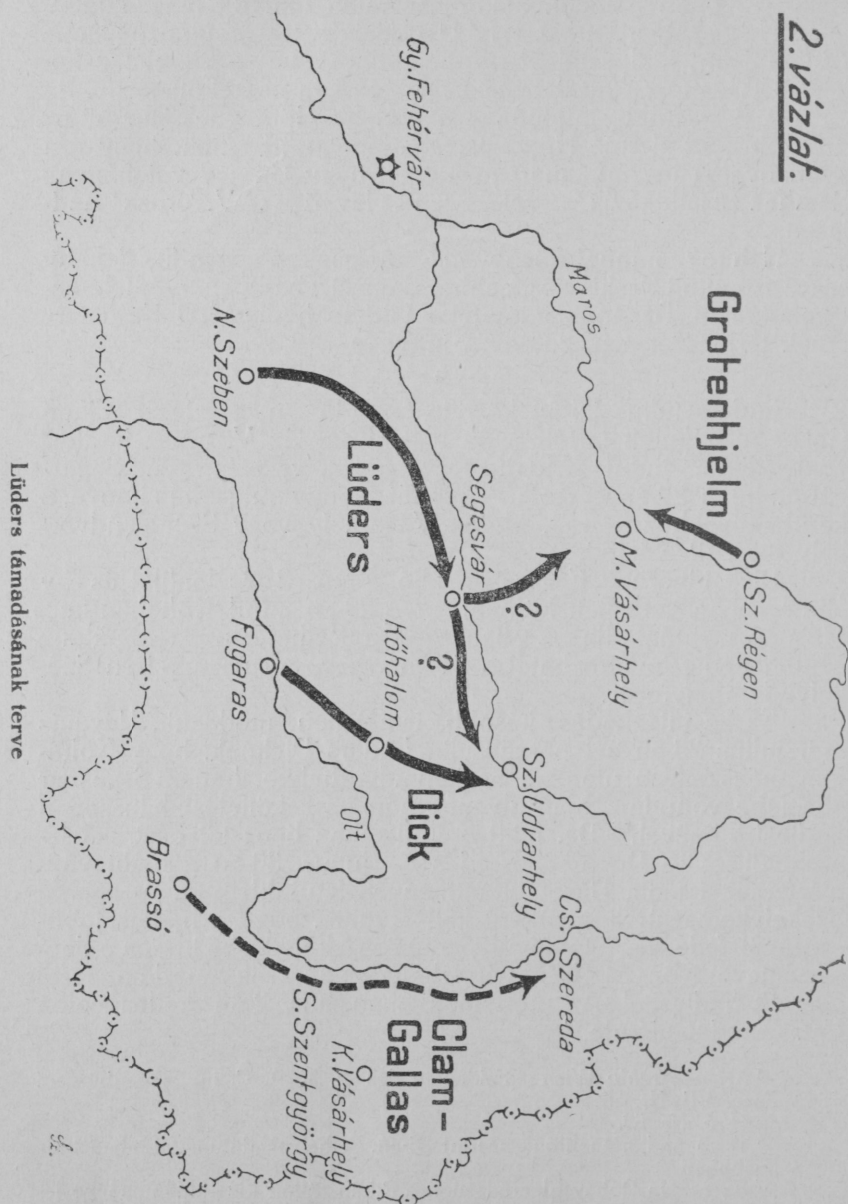 2. vázlat.
Gy. Fehérvár
Maros
Grotenhjelm
Sz. Régen
M. Vásárhely
N. Szeben
Lüders
Segesvár
?
?
Kőhalom
Fogaras
Dick
Sz. Udvarhely
Olt
Brassó
Cs. Szereda
Clam-
Gallas
S. Szentgyörgy
K. Vásárhely
Lüders támadásának terve